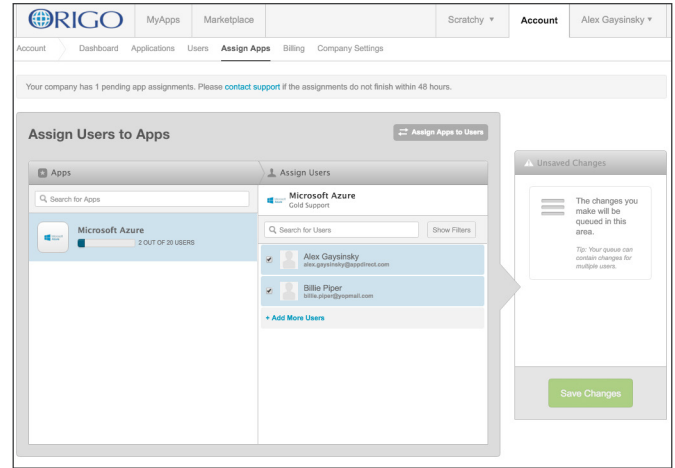 ORIGO
MyApps
Marketplace
Scratchy
Account
Alex Gaysinsky
Account
Dashboard
Applications
Users
Assign Apps
Billing
Company Settings
Your company has 1 pending app assignments. Please contact support if the assignments do not finish within 48 hours.
Assign Users to Apps
Assign Apps to Users
Apps
Assign Users
Unsaved Changes
Search for Apps
Microsoft Azure
2 OUT OF 20 USERS
Microsoft Azure
Gold Support
Search for Users
Show Filters
Alex Gaysinsky
alex.gaysinsky@appdirect.com
Billie Piper
billie.piper@yopmail.com
+ Add More Users
The changes you
make will be
queued in this
area.
Tip: Your queue can
contain changes for
multiple users.
Save Changes